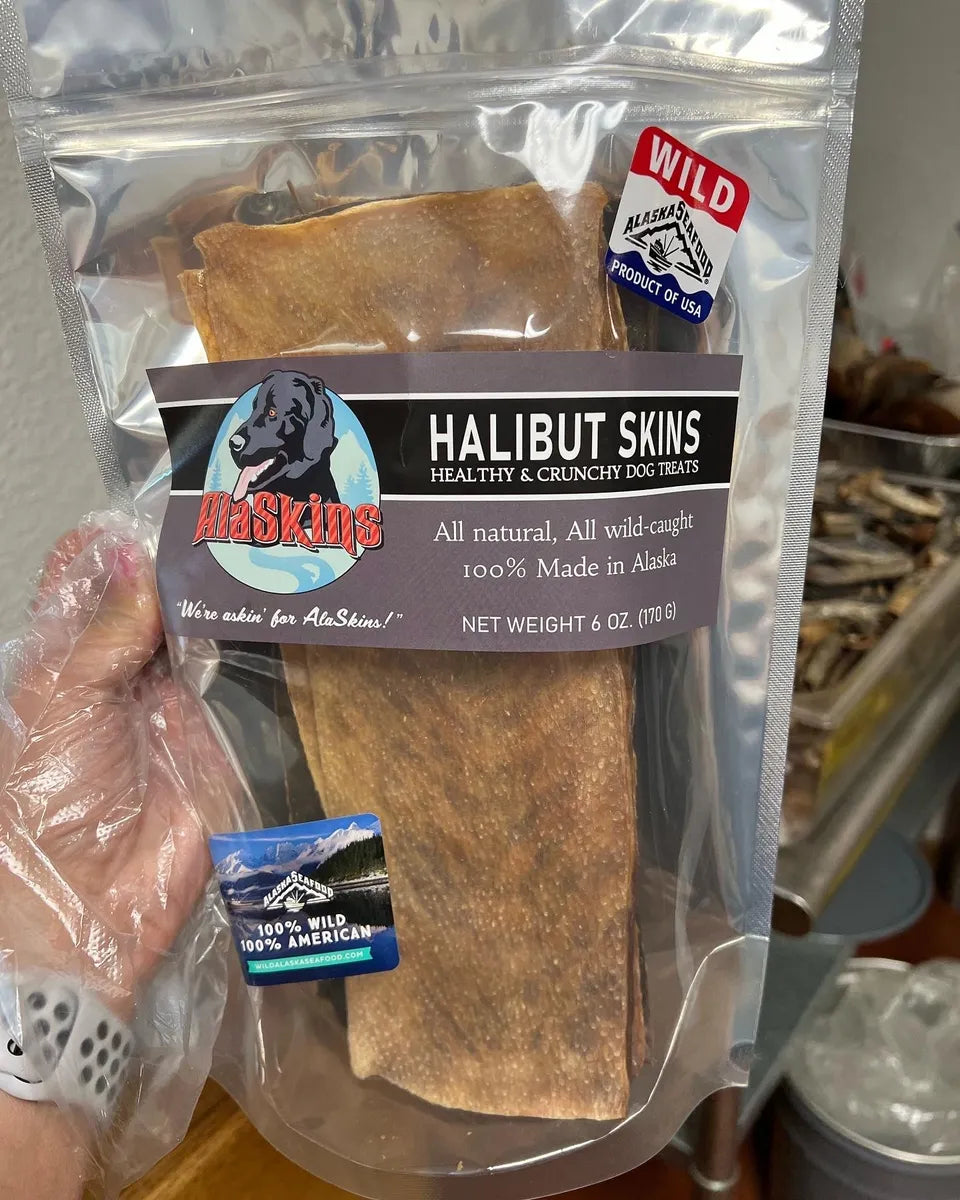 WILD
ALASKA SEAFOOD®
PRODUCT OF USA
HALIBUT SKINS
HEALTHY & CRUNCHY DOG TREATS
AlaSkins
All natural, All wild-caught
100% Made in Alaska
"We're askin' for AlaSkins!"
NET WEIGHT 6 OZ. (170 G)
ALASKA SEAFOOD
100% WILD
100% AMERICAN
WILDALASKASEAFOOD.COM